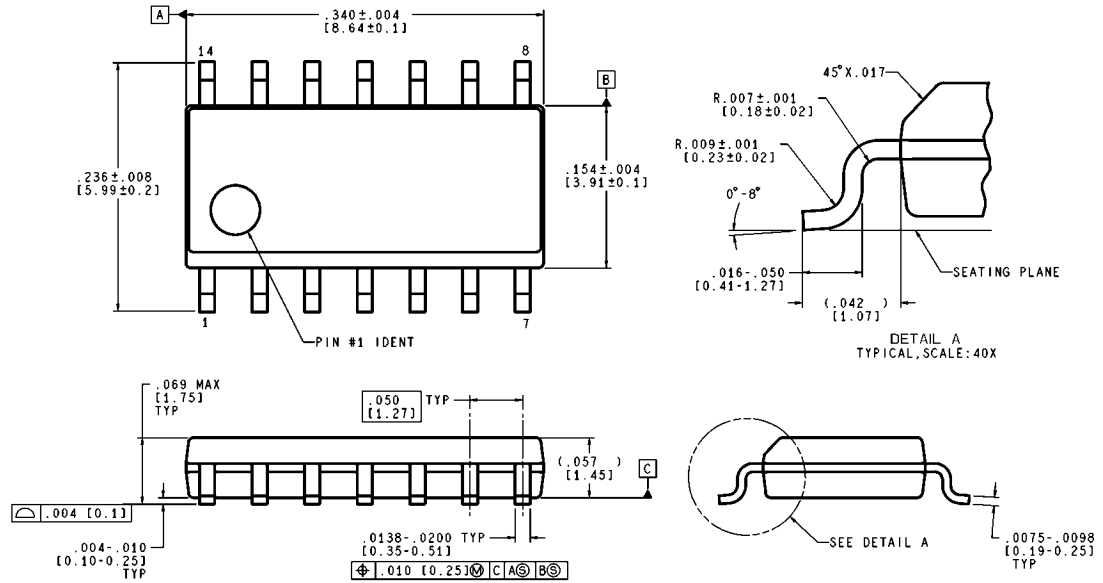 A
.340±.004
[8.64±0.1]
14
8
B
.236±.008
[5.99±0.2]
.154±.004
[3.91±0.1]
1
7
PIN #1 IDENT
45°X.017
R.007±.001
[0.18±0.02]
R.009±.001
[0.23±0.02]
0°-8°
SEATING PLANE
.016-.050
[0.41-1.27]
(.042 )
[1.07]
DETAIL A
TYPICAL,SCALE:40X
.069 MAX
[1.75]
TYP
.050
[1.27]
TYP
(.057 )
[1.45]
C
⌓ .004 [0.1]
.004-.010
[0.10-0.25]
TYP
.0138-.0200 TYP
[0.35-0.51]
⌖ .010 [0.25]Ⓜ C AⓈ BⓈ
SEE DETAIL A
.0075-.0098
[0.19-0.25]
TYP